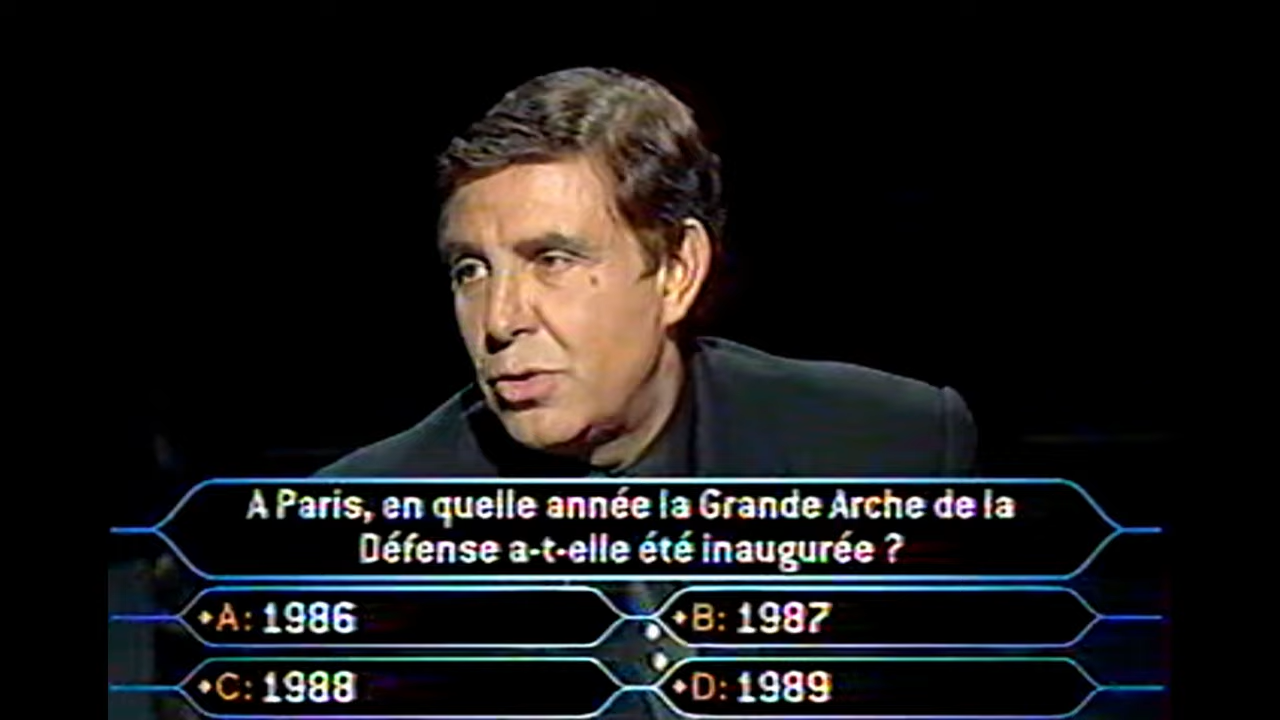 A Paris, en quelle année la Grande Arche de la
Défense a-t-elle été inaugurée ?
A: 1986
B: 1987
C: 1988
D: 1989